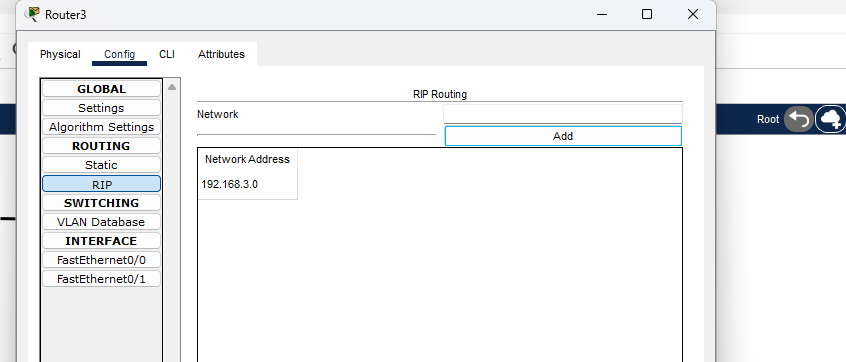 Router3
Physical Config CLI Attributes
GLOBAL
Settings
Algorithm Settings
ROUTING
Static
RIP
SWITCHING
VLAN Database
INTERFACE
FastEthernet0/0
FastEthernet0/1
RIP Routing
Network
Add
Network Address
192.168.3.0
Root